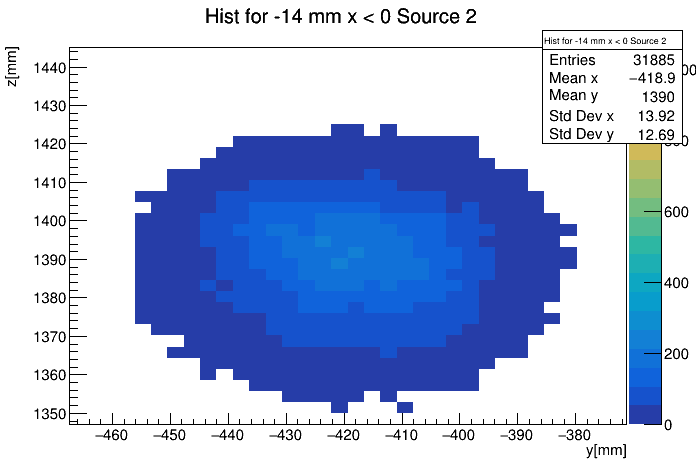 Hist for -14 mm x < 0 Source 2
z[mm]
Hist for -14 mm x < 0 Source 2
Entries 31885
Mean x −418.9
Mean y 1390
Std Dev x 13.92
Std Dev y 12.69
1440
1430
1420
1410
1400
1390
1380
1370
1360
1350
600
400
200
0
−460 −450 −440 −430 −420 −410 −400 −390 −380
y[mm]